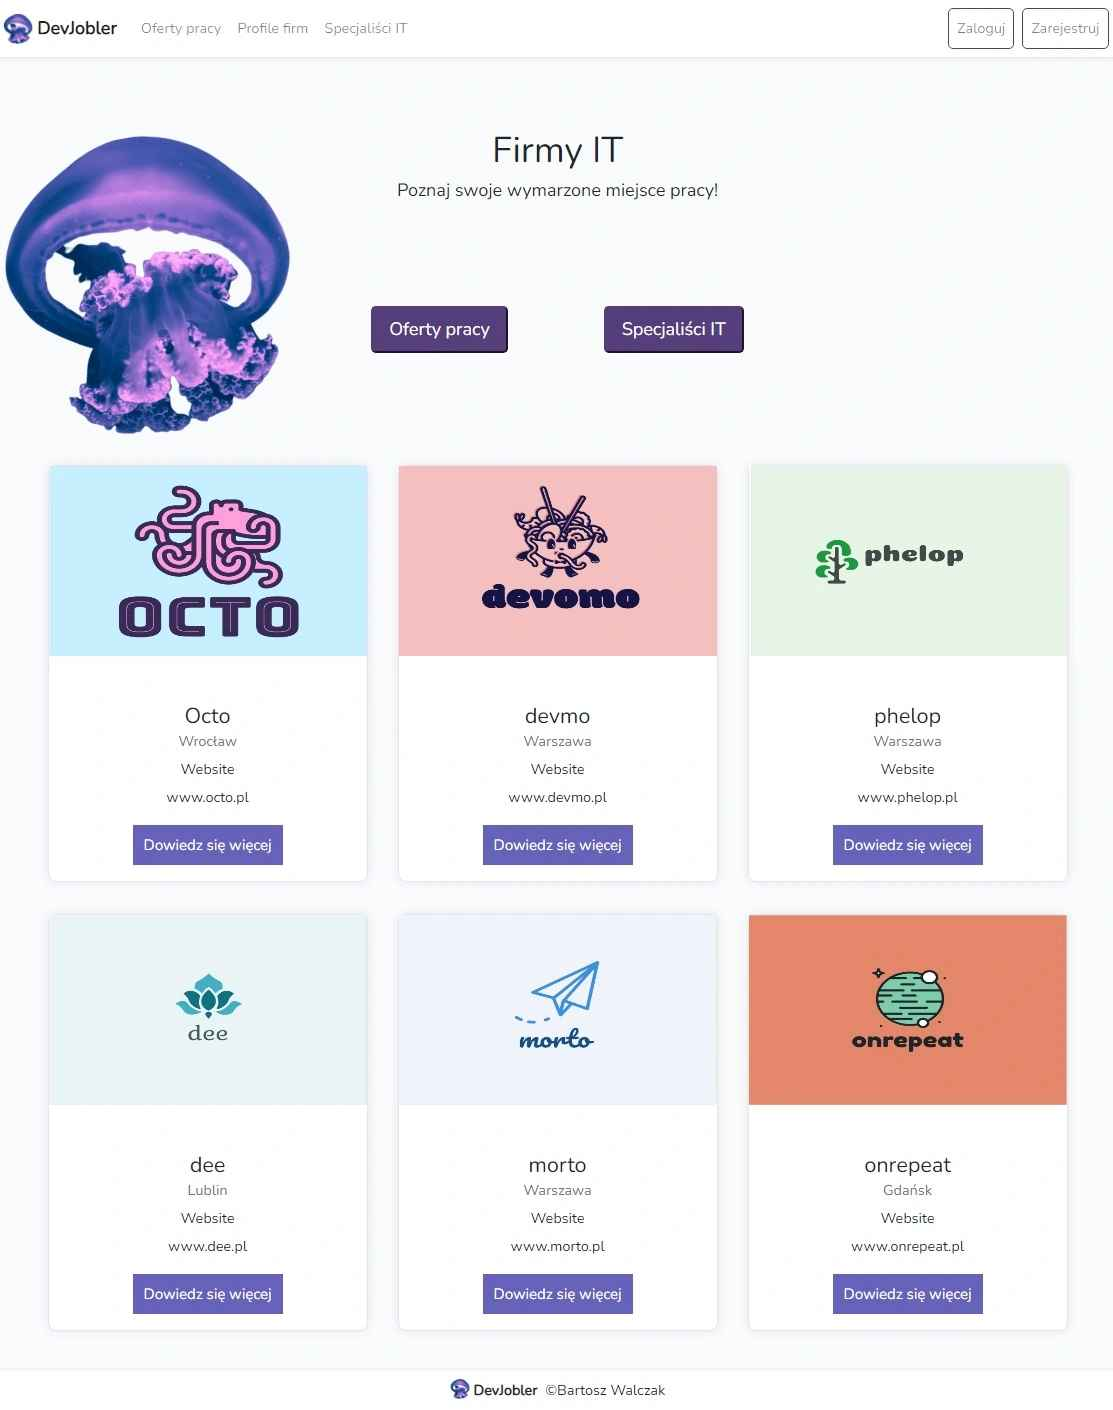 DevJobler Oferty pracy Profile firm Specjaliści IT Zaloguj Zarejestruj
Firmy IT
Poznaj swoje wymarzone miejsce pracy!
Oferty pracy Specjaliści IT
OCTO
devomo
phelop
Octo
Wrocław
Website
www.octo.pl
Dowiedz się więcej
devmo
Warszawa
Website
www.devmo.pl
Dowiedz się więcej
phelop
Warszawa
Website
www.phelop.pl
Dowiedz się więcej
dee
morto
onrepeat
dee
Lublin
Website
www.dee.pl
Dowiedz się więcej
morto
Warszawa
Website
www.morto.pl
Dowiedz się więcej
onrepeat
Gdańsk
Website
www.onrepeat.pl
Dowiedz się więcej
DevJobler ©Bartosz Walczak